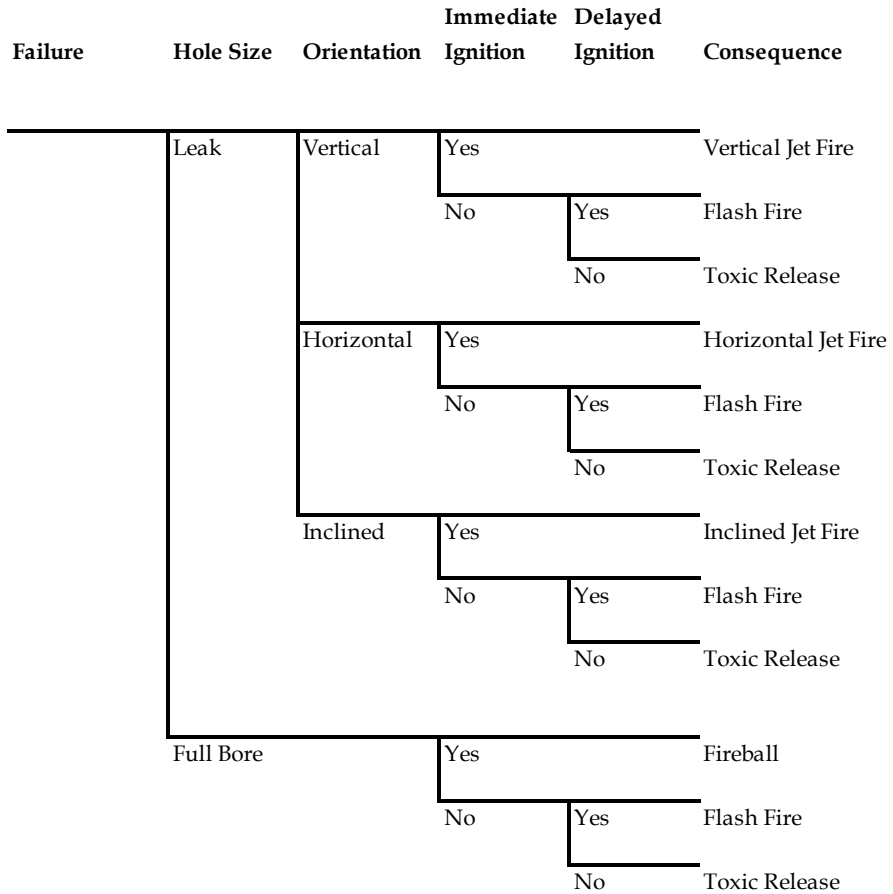 Immediate Delayed
Failure Hole Size Orientation Ignition Ignition Consequence
Leak Vertical Yes Vertical Jet Fire
No Yes Flash Fire
No Toxic Release
Horizontal Yes Horizontal Jet Fire
No Yes Flash Fire
No Toxic Release
Inclined Yes Inclined Jet Fire
No Yes Flash Fire
No Toxic Release
Full Bore Yes Fireball
No Yes Flash Fire
No Toxic Release